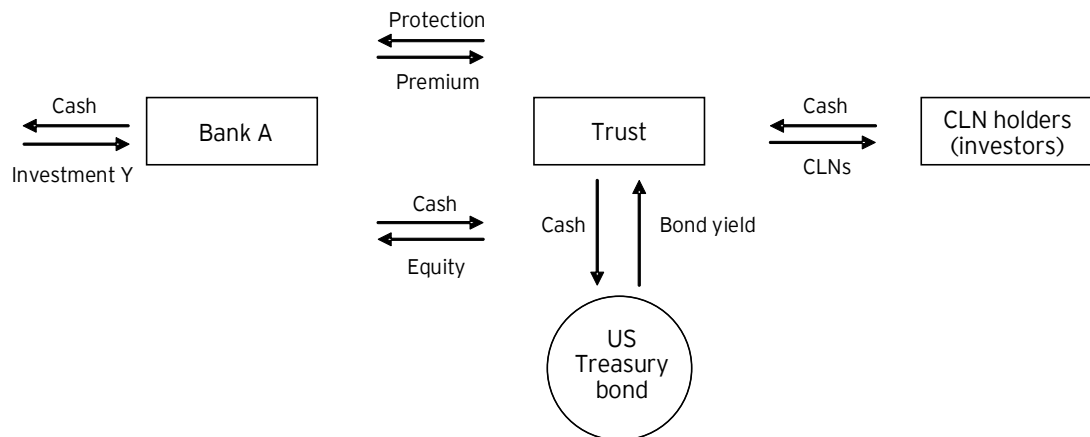 Protection
Premium
Cash
Bank A
Investment Y
Trust
Cash
CLNs
CLN holders
(investors)
Cash
Equity
Cash
Bond yield
US
Treasury
bond